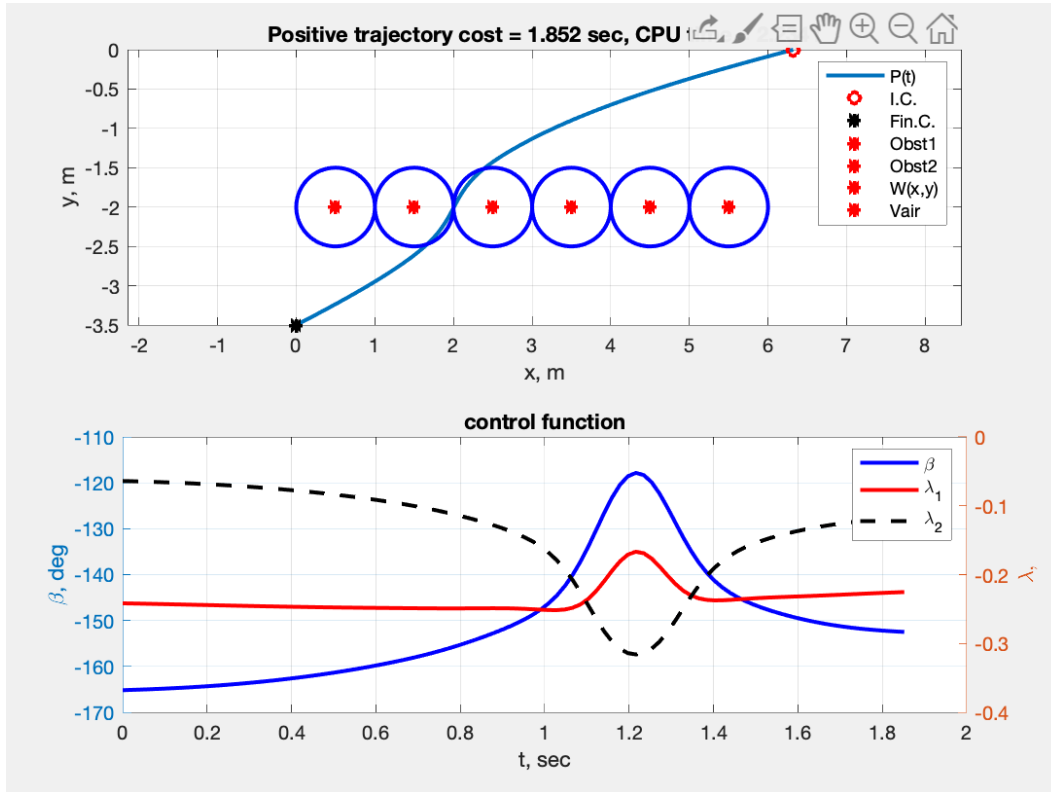 Positive trajectory cost = 1.852 sec, CPU
0
-0.5
-1
-1.5
-2
-2.5
-3
-3.5
y, m
P(t)
I.C.
Fin.C.
Obst1
Obst2
W(x,y)
Vair
-2 -1 0 1 2 3 4 5 6 7 8
x, m
control function
-110
-120
-130
-140
-150
-160
-170
β, deg
β
λ1
λ2
0
-0.1
-0.2
-0.3
-0.4
λ,
0 0.2 0.4 0.6 0.8 1 1.2 1.4 1.6 1.8 2
t, sec